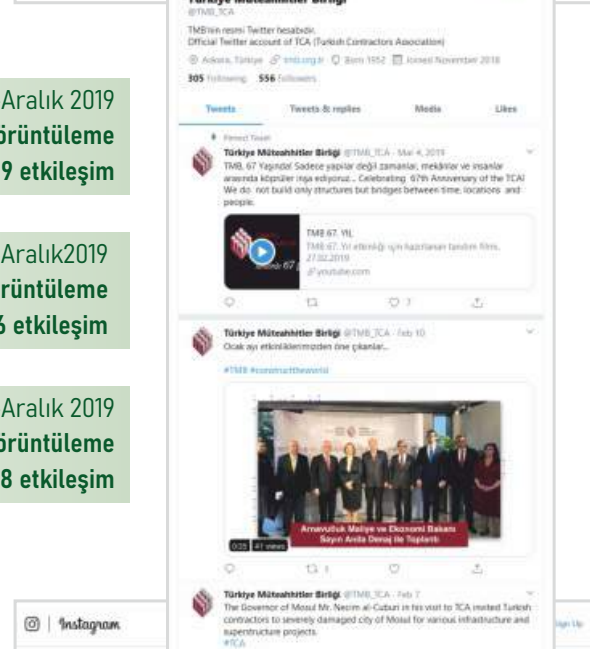 Türkiye Müteahhitler Birliği
@TMB_TCA
TMB'nin resmi Twitter hesabıdır.
Official Twitter account of TCA (Turkish Contractors Association)
Ankara, Türkiye tmb.org.tr Born 1952 Joined November 2018
305 Following 556 Followers
Tweets Tweets & replies Media Likes
Pinned Tweet
Türkiye Müteahhitler Birliği @TMB_TCA · Mar 4, 2019
TMB, 67 Yaşında! Sadece yapılar değil zamanlar, mekânlar ve insanlar
arasında köprüler inşa ediyoruz... Celebrating 67th Anniversary of the TCA!
We do not build only structures but bridges between time, locations and
people.
TMB 67. YIL
TMB 67. Yıl etkinliği için hazırlanan tanıtım filmi.
27.02.2019
youtube.com
7
Aralık 2019
örüntüleme
9 etkileşim
Aralık2019
rüntüleme
6 etkileşim
Aralık 2019
örüntüleme
8 etkileşim
Türkiye Müteahhitler Birliği @TMB_TCA · Feb 10
Ocak ayı etkinliklerimizden öne çıkanlar...
#TMB #constructtheworld
Arnavutluk Maliye ve Ekonomi Bakanı
Sayın Anila Denaj ile Toplantı
0:25 41 views
Türkiye Müteahhitler Birliği @TMB_TCA · Feb 7
The Governor of Mosul Mr. Necim al-Cuburi in his visit to TCA invited Turkish
contractors to severely damaged city of Mosul for various infrastructure and
superstructure projects.
#TCA
Instagram
Sign Up